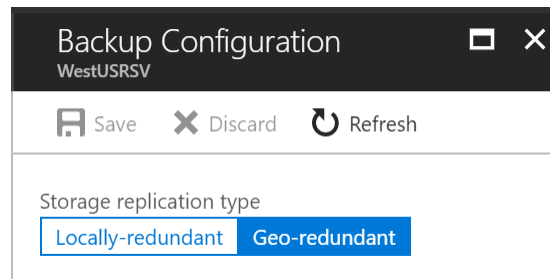 Backup Configuration
WestUSRSV
Save Discard Refresh
Storage replication type
Locally-redundant Geo-redundant